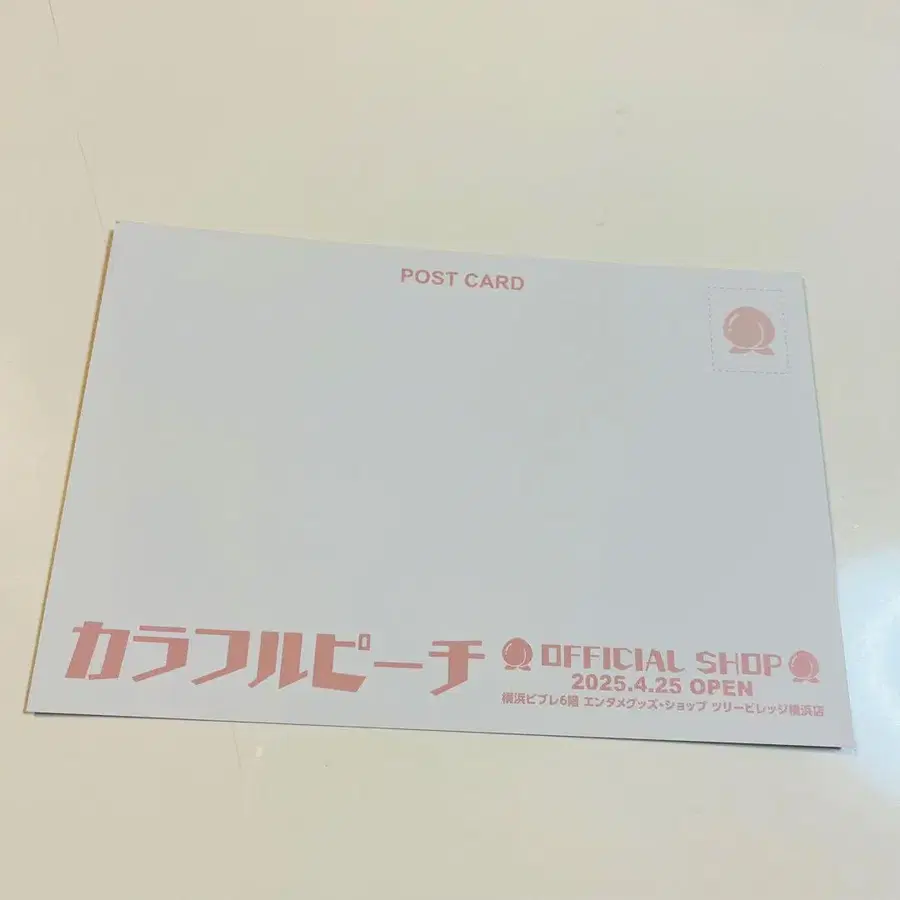 POST CARD
カラフルピーチ
OFFICIAL SHOP
2025.4.25 OPEN
横浜ビブレ6階 エンタメグッズ・ショップ ツリービレッジ横浜店